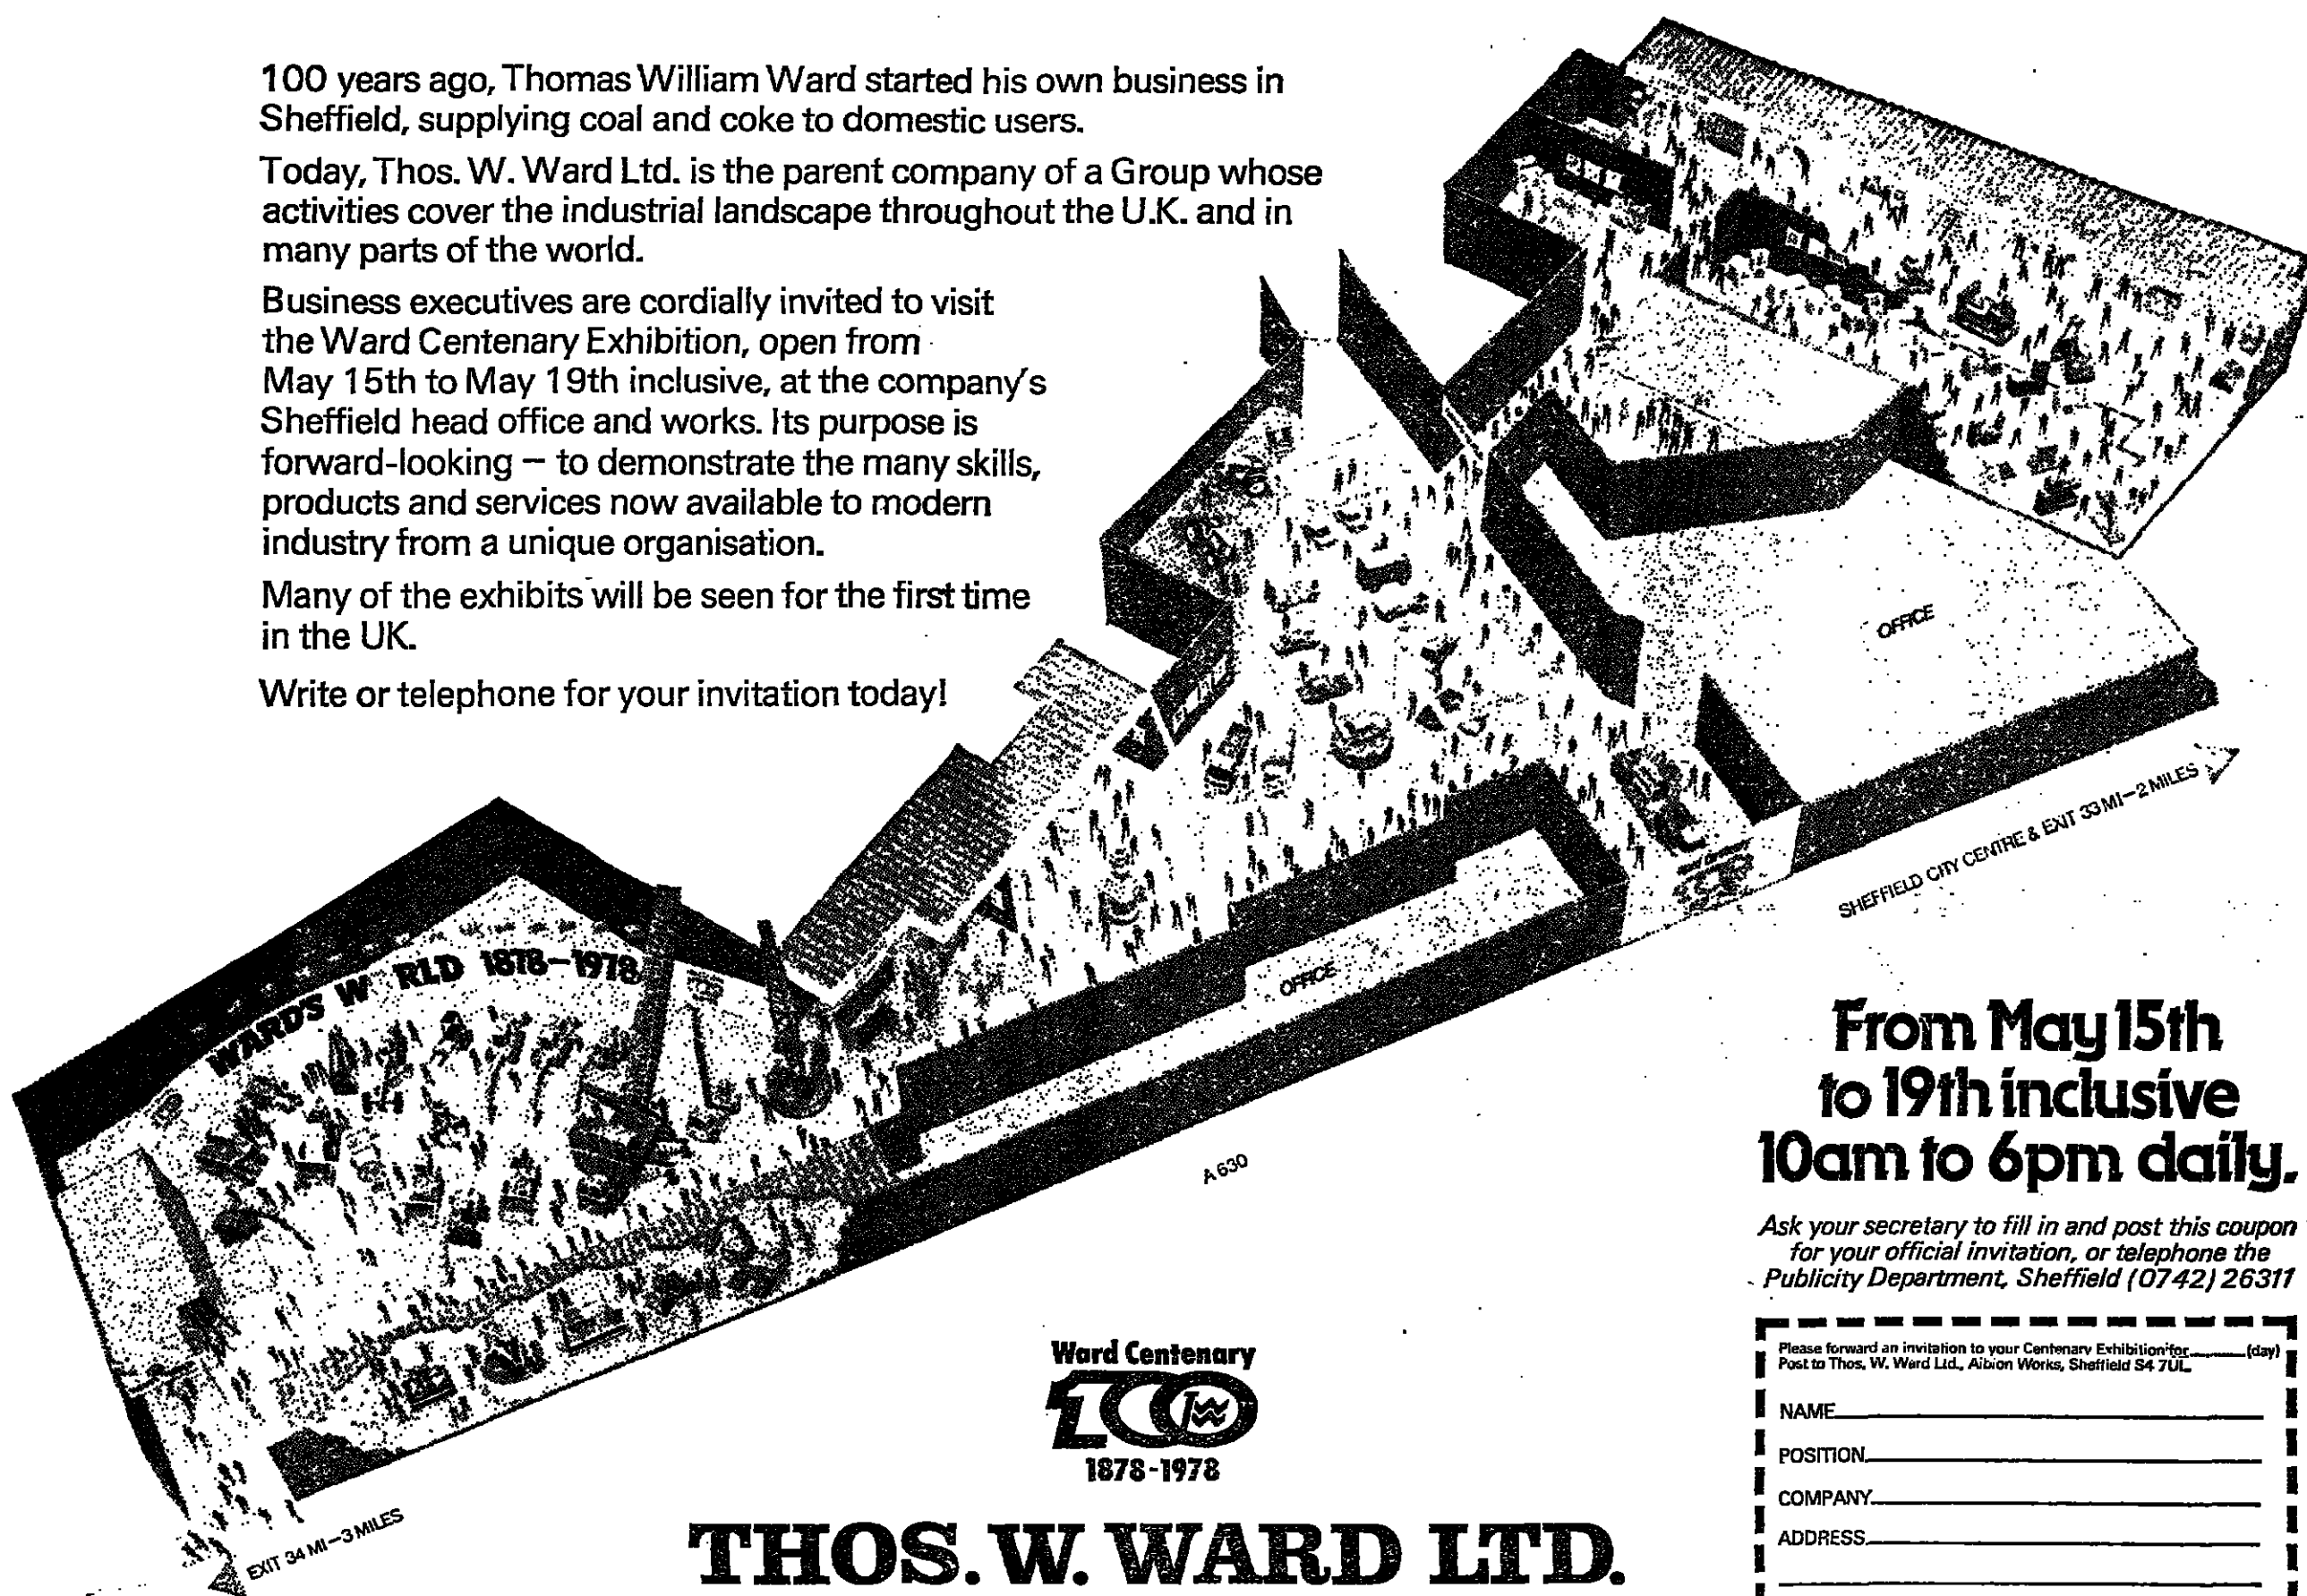 100 years ago, Thomas William Ward started his own business in
Sheffield, supplying coal and coke to domestic users.
Today, Thos. W. Ward Ltd. is the parent company of a Group whose
activities cover the industrial landscape throughout the U.K. and in
many parts of the world.
Business executives are cordially invited to visit
the Ward Centenary Exhibition, open from
May 15th to May 19th inclusive, at the company's
Sheffield head office and works. Its purpose is
forward-looking – to demonstrate the many skills,
products and services now available to modern
industry from a unique organisation.
Many of the exhibits will be seen for the first time
in the UK.
Write or telephone for your invitation today!
OFFICE
SHEFFIELD CITY CENTRE & EXIT 33 MI–2 MILES
WARD'S W RLD 1878–1978
OFFICE
A 630
EXIT 34 MI–3 MILES
From May 15th
to 19th inclusive
10am to 6pm daily.
Ask your secretary to fill in and post this coupon
for your official invitation, or telephone the
Publicity Department, Sheffield (0742) 26311
Please forward an invitation to your Centenary Exhibition for (day)
Post to Thos. W. Ward Ltd., Albion Works, Sheffield S4 7UL
NAME
POSITION
COMPANY
ADDRESS
Ward Centenary
100
1878-1978
THOS. W. WARD LTD.